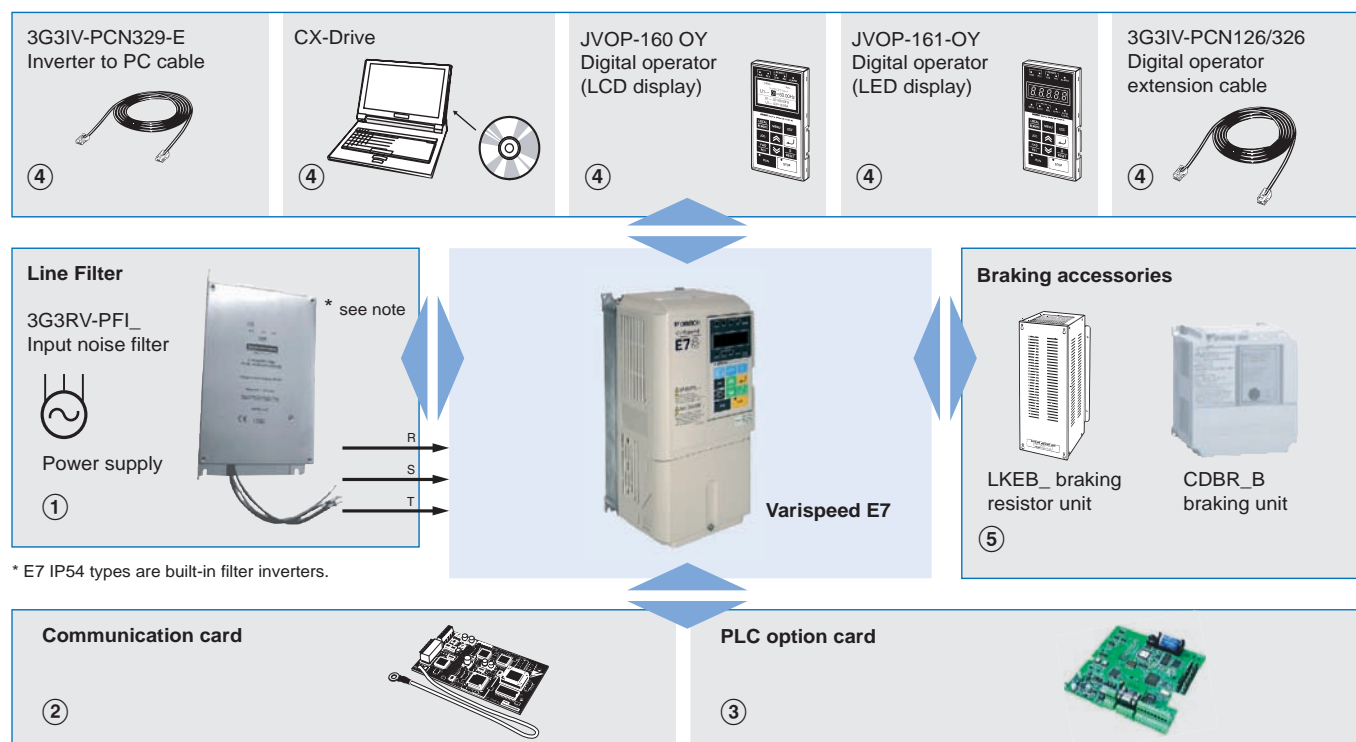 3G3IV-PCN329-E
Inverter to PC cable
④
CX-Drive
④
JVOP-160 OY
Digital operator
(LCD display)
④
JVOP-161-OY
Digital operator
(LED display)
④
3G3IV-PCN126/326
Digital operator
extension cable
④
Line Filter
* see note
3G3RV-PFI_
Input noise filter
Power supply
①
R
S
T
OMRON
E7
Varispeed E7
Braking accessories
LKEB_ braking
resistor unit
CDBR_B
braking unit
⑤
* E7 IP54 types are built-in filter inverters.
Communication card
②
PLC option card
③